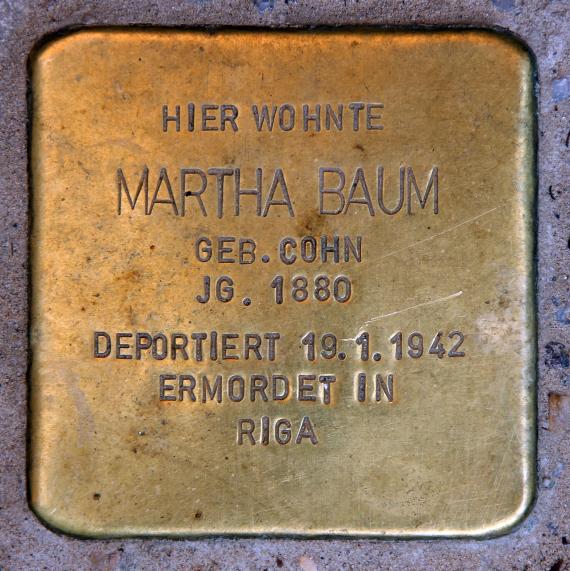 HIER WOHNTE
MARTHA BAUM
GEB. COHN
JG. 1880
DEPORTIERT 19.1.1942
ERMORDET IN
RIGA